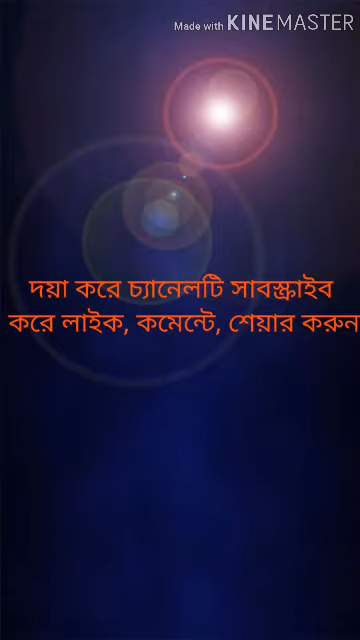 Made with KINEMASTER
দয়া করে চ্যানেলটি সাবস্ক্রাইব
করে লাইক, কমেন্টে, শেয়ার করুন